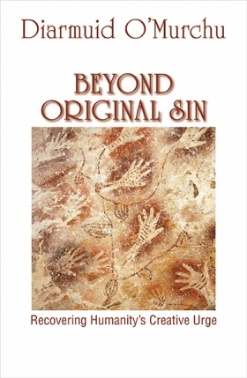 Diarmuid O'Murchu
BEYOND
ORIGINAL SIN
Recovering Humanity's Creative Urge